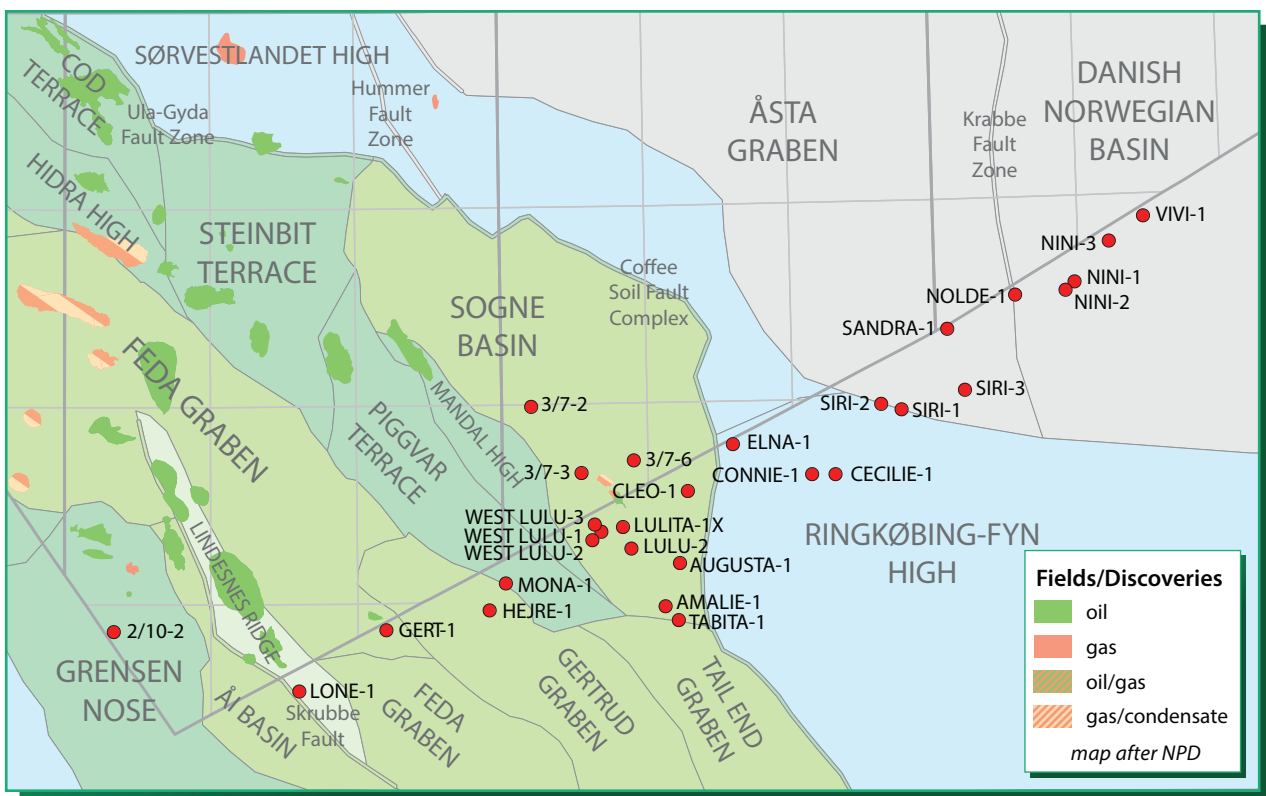 SØRVESTLANDET HIGH
COD
TERRACE
Ula-Gyda
Fault Zone
Hummer
Fault
Zone
ÅSTA
GRABEN
Krabbe
Fault
Zone
DANISH
NORWEGIAN
BASIN
HIDRA HIGH
STEINBIT
TERRACE
SOGNE
BASIN
Coffee
Soil Fault
Complex
VIVI-1
NINI-3
NINI-1
NINI-2
NOLDE-1
SANDRA-1
SIRI-3
SIRI-2
SIRI-1
FEDA GRABEN
PIGGVAR
TERRACE
MANDAL HIGH
3/7-2
ELNA-1
3/7-6
3/7-3
CONNIE-1
CECILIE-1
CLEO-1
WEST LULU-3
WEST LULU-1
WEST LULU-2
LULITA-1X
LULU-2
AUGUSTA-1
RINGKØBING-FYN
HIGH
LINDESNES RIDGE
MONA-1
HEJRE-1
AMALIE-1
TABITA-1
2/10-2
GERT-1
GRENSEN
NOSE
LONE-1
Skrubbe
Fault
ÅI BASIN
FEDA
GRABEN
GERTRUD
GRABEN
TAIL END
GRABEN
Fields/Discoveries
oil
gas
oil/gas
gas/condensate
map after NPD